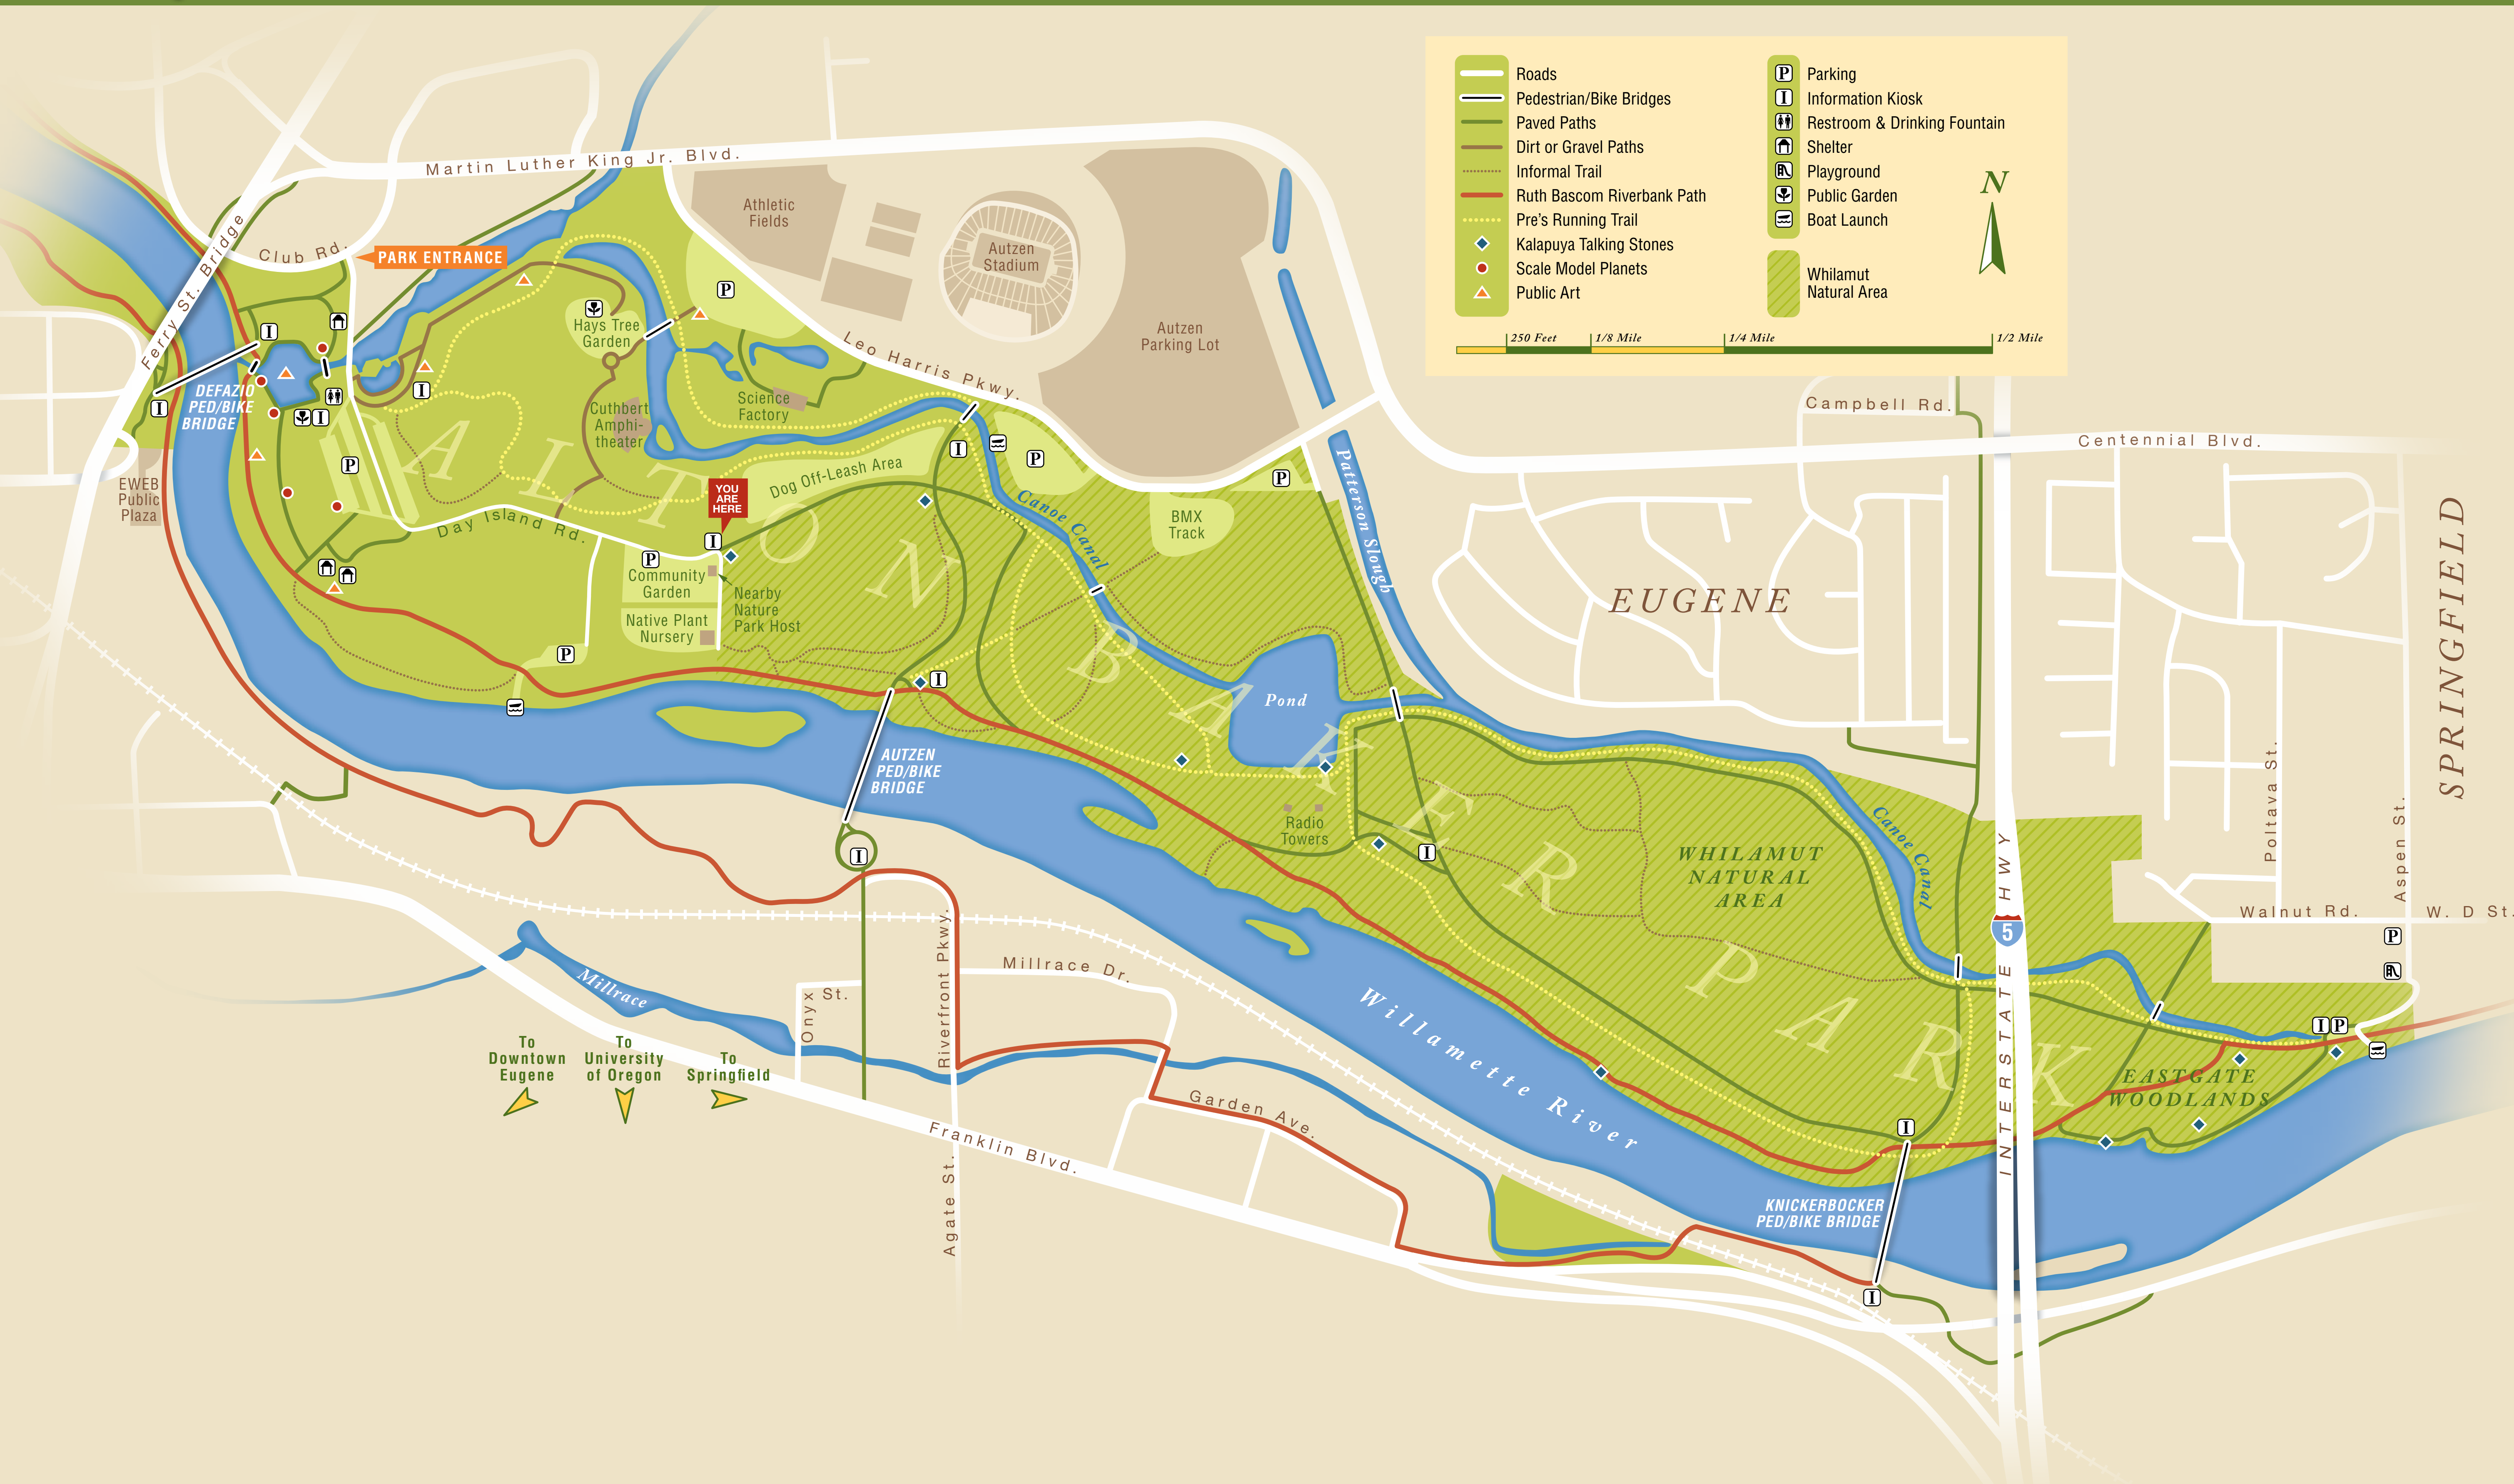 Roads
Pedestrian/Bike Bridges
Paved Paths
Dirt or Gravel Paths
Informal Trail
Ruth Bascom Riverbank Path
Pre's Running Trail
Kalapuya Talking Stones
Scale Model Planets
Public Art
P Parking
I Information Kiosk
Restroom & Drinking Fountain
Shelter
Playground
Public Garden
Boat Launch
Whilamut
Natural Area
N
250 Feet
1/8 Mile
1/4 Mile
1/2 Mile
Martin Luther King Jr. Blvd.
Ferry St. Bridge
Club Rd.
PARK ENTRANCE
Athletic
Fields
Autzen
Stadium
Autzen
Parking Lot
Leo Harris Pkwy.
P
Hays Tree
Garden
I
I
I
I
DEFAZIO
PED/BIKE
BRIDGE
Cuthbert
Amphi-
theater
Science
Factory
P
EWEB
Public
Plaza
Day Island Rd.
Dog Off-Leash Area
YOU
ARE
HERE
I
I
P
P
BMX
Track
Canoe Canal
Patterson Slough
P
Community
Garden
Native Plant
Nursery
Nearby
Nature
Park Host
P
ALTON BAKER PARK
I
AUTZEN
PED/BIKE
BRIDGE
I
Pond
Radio
Towers
I
WHILAMUT
NATURAL
AREA
Canoe Canal
Campbell Rd.
Centennial Blvd.
EUGENE
SPRINGFIELD
Poltava St.
Aspen St.
Walnut Rd.
W. D St.
P
I P
INTERSTATE HWY
5
EASTGATE
WOODLANDS
Willamette River
I
KNICKERBOCKER
PED/BIKE BRIDGE
I
Millrace
Onyx St.
Riverfront Pkwy.
Millrace Dr.
Garden Ave.
Franklin Blvd.
Agate St.
To
Downtown
Eugene
To
University
of Oregon
To
Springfield